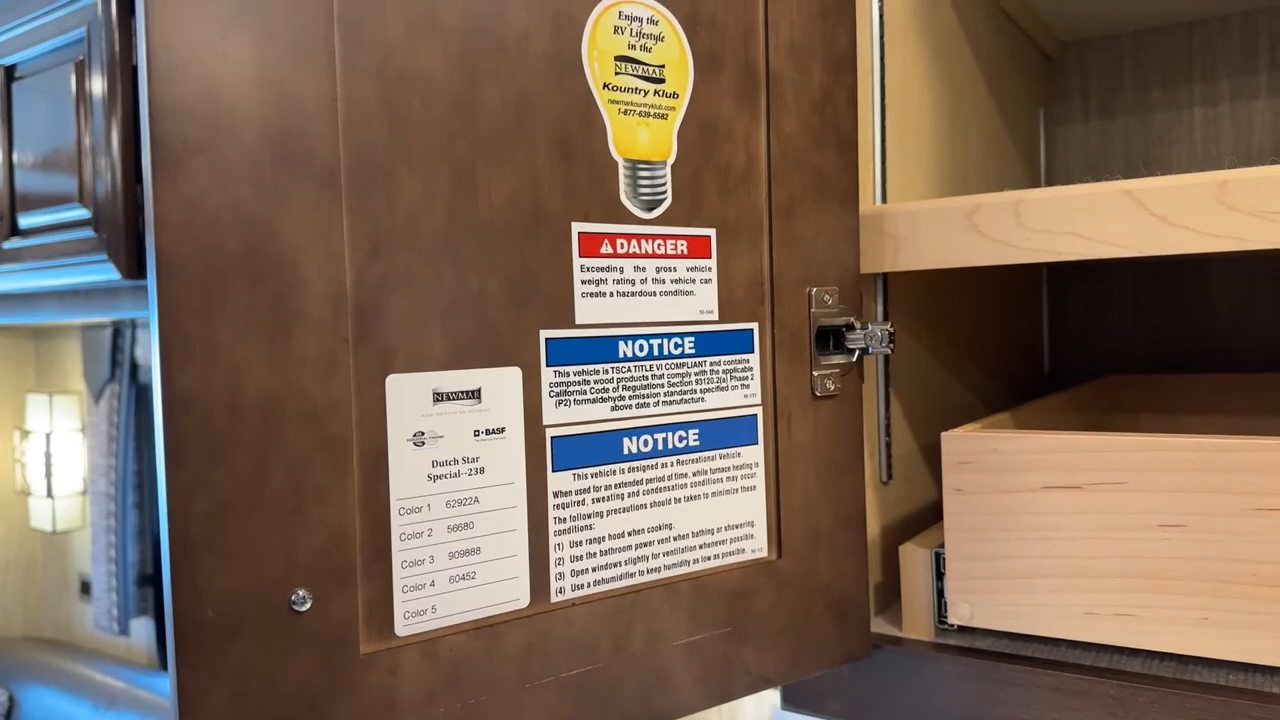 Enjoy the
RV Lifestyle
in the
NEWMAR
Kountry Klub
newmarkountryklub.com
1-877-639-5582
DANGER
Exceeding the gross vehicle
weight rating of this vehicle can
create a hazardous condition.
NI-046
NOTICE
This vehicle is TSCA TITLE VI COMPLIANT and contains
composite wood products that comply with the applicable
California Code of Regulations Section 93120.2(a) Phase 2
(P2) formaldehyde emission standards specified on the
above date of manufacture.
NI-131
NOTICE
This vehicle is designed as a Recreational Vehicle.
When used for an extended period of time, while furnace heating is
required, sweating and condensation conditions may occur.
The following precautions should be taken to minimize these
conditions:
(1) Use range hood when cooking.
(2) Use the bathroom power vent when bathing or showering.
(3) Open windows slightly for ventilation whenever possible.
(4) Use a dehumidifier to keep humidity as low as possible.
NI-13
NEWMAR
BASF
Dutch Star
Special--238
Color 1 62922A
Color 2 56680
Color 3 909888
Color 4 60452
Color 5